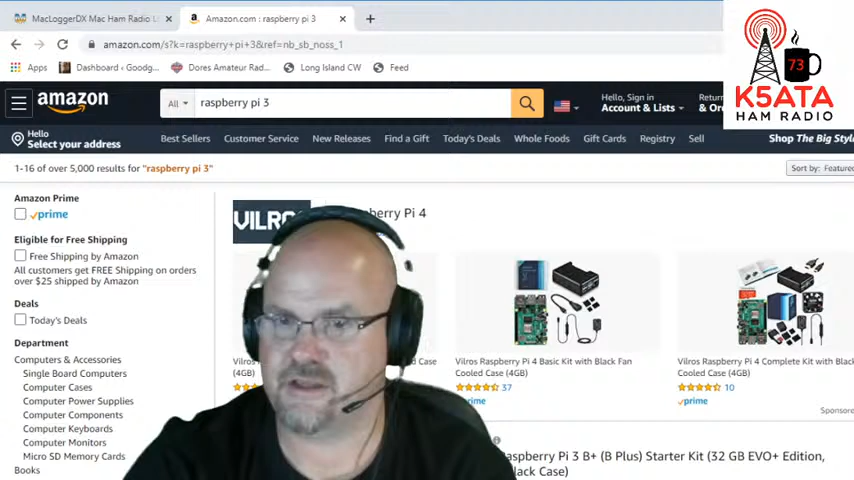 MacLoggerDX Mac Ham Radio L
Amazon.com : raspberry pi 3
amazon.com/s?k=raspberry+pi+3&ref=nb_sb_noss_1
Apps
Dashboard ‹ Goodg...
Dores Amateur Rad...
Long Island CW
Feed
73
K5ATA
HAM RADIO
amazon
All
raspberry pi 3
Hello, Sign in
Account & Lists
Return
& Or
Hello
Select your address
Best Sellers
Customer Service
New Releases
Find a Gift
Today's Deals
Whole Foods
Gift Cards
Registry
Sell
Shop The Big Style
1-16 of over 5,000 results for "raspberry pi 3"
Sort by: Featured
Amazon Prime
prime
Eligible for Free Shipping
Free Shipping by Amazon
All customers get FREE Shipping on orders
over $25 shipped by Amazon
Deals
Today's Deals
Department
Computers & Accessories
Single Board Computers
Computer Cases
Computer Power Supplies
Computer Components
Computer Keyboards
Computer Monitors
Micro SD Memory Cards
Books
VILROS
berry Pi 4
Vilros
Case
(4GB)
Vilros Raspberry Pi 4 Basic Kit with Black Fan
Cooled Case (4GB)
37
prime
Vilros Raspberry Pi 4 Complete Kit with Black
Cooled Case (4GB)
10
prime
Sponsore
Raspberry Pi 3 B+ (B Plus) Starter Kit (32 GB EVO+ Edition,
lack Case)